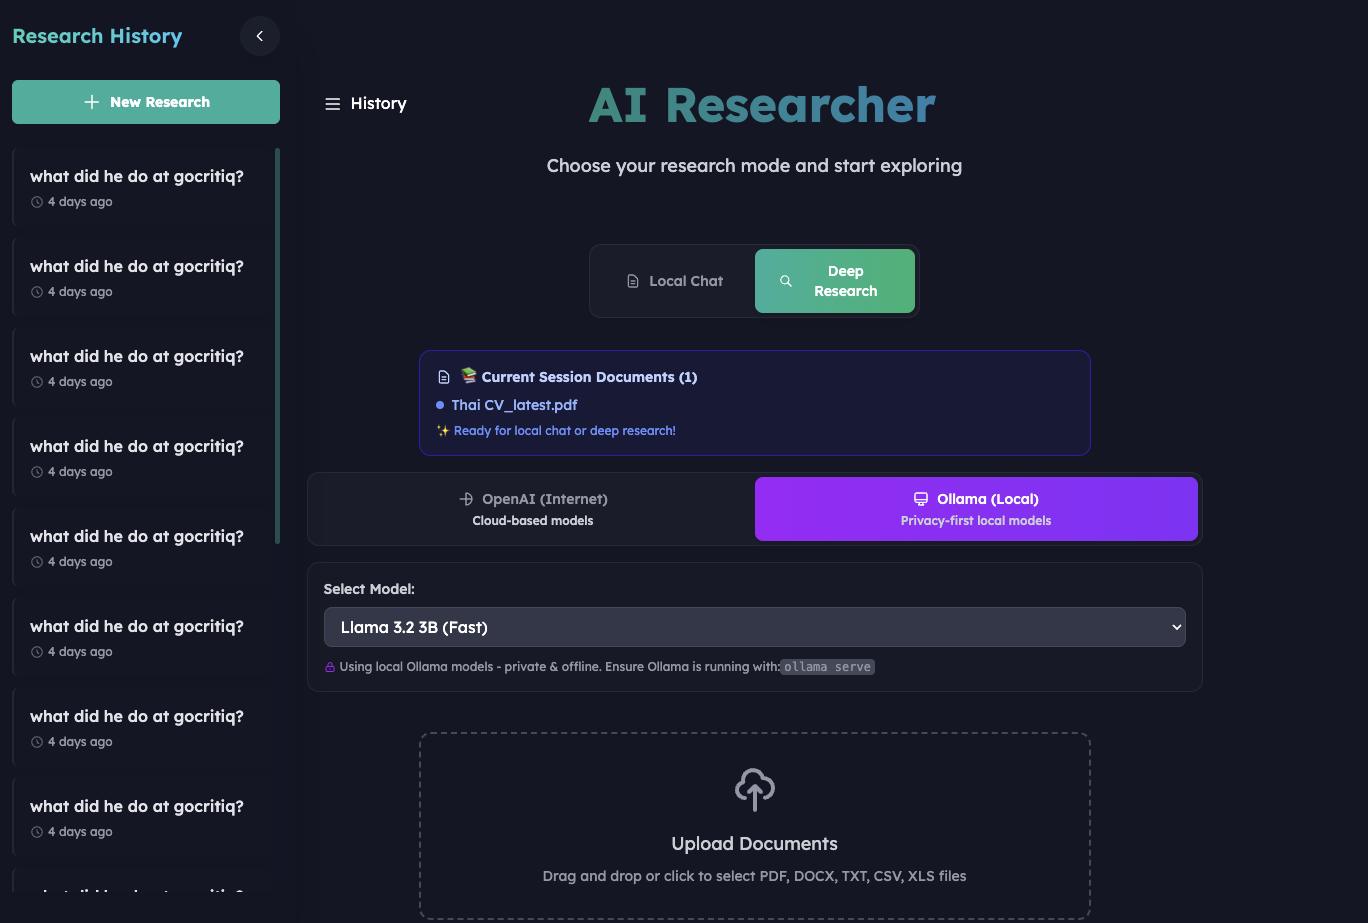 Research History
New Research
what did he do at gocritiq?
4 days ago
what did he do at gocritiq?
4 days ago
what did he do at gocritiq?
4 days ago
what did he do at gocritiq?
4 days ago
what did he do at gocritiq?
4 days ago
what did he do at gocritiq?
4 days ago
what did he do at gocritiq?
4 days ago
what did he do at gocritiq?
4 days ago
History
AI Researcher
Choose your research mode and start exploring
Local Chat
Deep
Research
📚 Current Session Documents (1)
Thai CV_latest.pdf
✨ Ready for local chat or deep research!
OpenAI (Internet)
Cloud-based models
Ollama (Local)
Privacy-first local models
Select Model:
Llama 3.2 3B (Fast)
Using local Ollama models - private & offline. Ensure Ollama is running with: ollama serve
Upload Documents
Drag and drop or click to select PDF, DOCX, TXT, CSV, XLS files